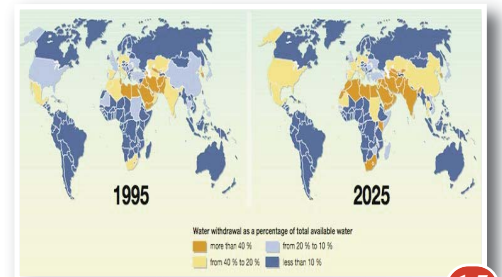 1995
2025
Water withdrawal as a percentage of total available water
more than 40 %
from 20 % to 10 %
from 40 % to 20 %
less than 10 %